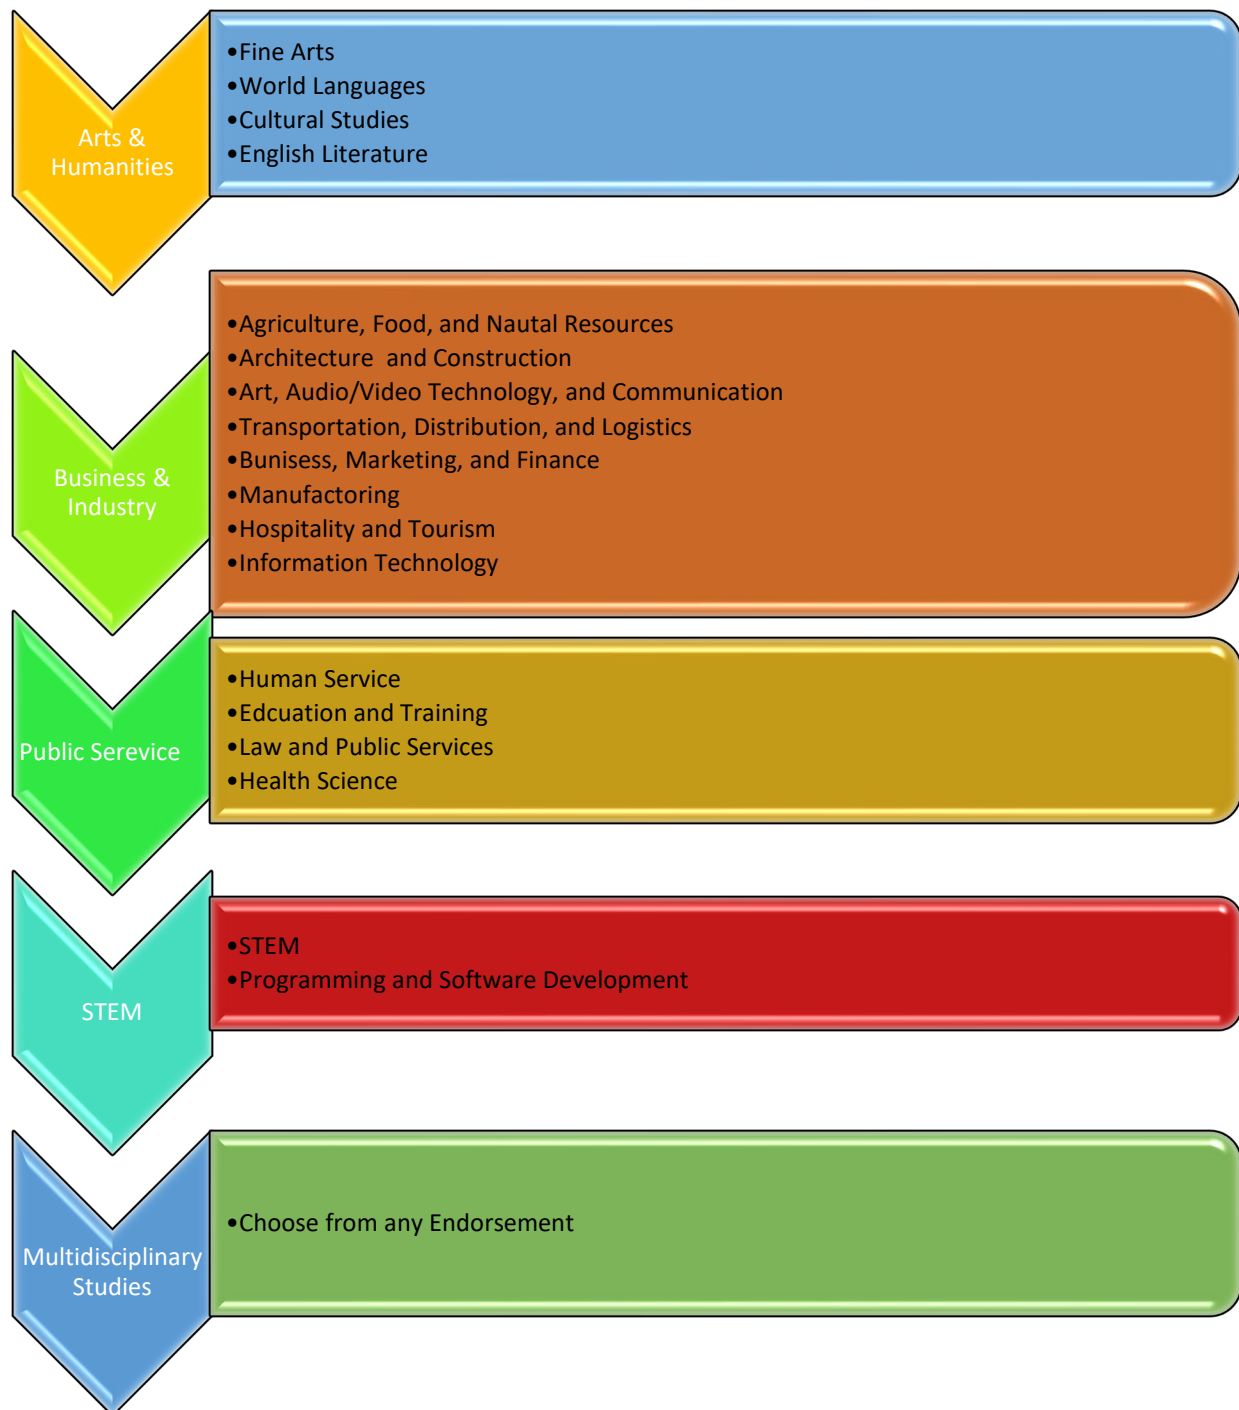 Arts &
Humanities
•Fine Arts
•World Languages
•Cultural Studies
•English Literature
Business &
Industry
•Agriculture, Food, and Nautal Resources
•Architecture  and Construction
•Art, Audio/Video Technology, and Communication
•Transportation, Distribution, and Logistics
•Bunisess, Marketing, and Finance
•Manufactoring
•Hospitality and Tourism
•Information Technology
Public Serevice
•Human Service
•Edcuation and Training
•Law and Public Services
•Health Science
STEM
•STEM
•Programming and Software Development
Multidisciplinary
Studies
•Choose from any Endorsement